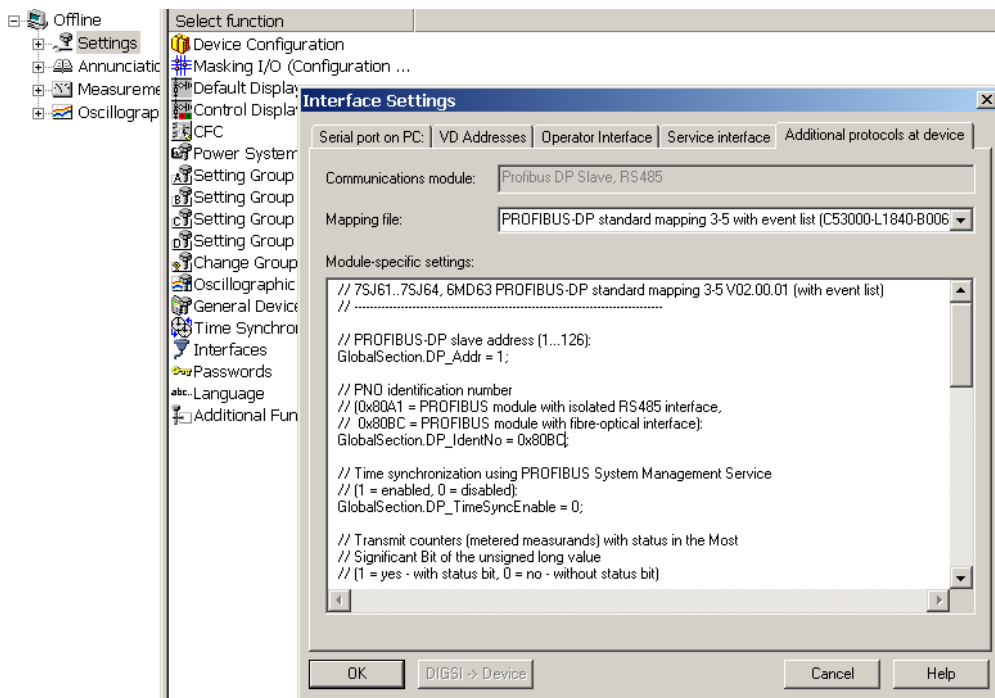 Offline
Settings
Annunciatic
Measureme
Oscillograp
Select function
Device Configuration
Masking I/O (Configuration ...
Default Display
Control Display
CFC
Power System
Setting Group
Setting Group
Setting Group
Setting Group
Change Group
Oscillographic
General Device
Time Synchro
Interfaces
Passwords
abc.. Language
Additional Fun
Interface Settings
Serial port on PC: VD Addresses Operator Interface Service interface Additional protocols at device
Communications module: Profibus DP Slave, RS485
Mapping file: PROFIBUS-DP standard mapping 3-5 with event list (C53000-L1840-B006
Module-specific settings:
// 7SJ61..7SJ64, 6MD63 PROFIBUS-DP standard mapping 3-5 V02.00.01 (with event list)
// ------------------------------------------------------------------------
// PROFIBUS-DP slave address (1...126):
GlobalSection.DP_Addr = 1;
// PNO identification number
// (0x80A1 = PROFIBUS module with isolated RS485 interface,
// 0x80BC = PROFIBUS module with fibre-optical interface):
GlobalSection.DP_IdentNo = 0x80BC;
// Time synchronization using PROFIBUS System Management Service
// (1 = enabled, 0 = disabled):
GlobalSection.DP_TimeSyncEnable = 0;
// Transmit counters (metered measurands) with status in the Most
// Significant Bit of the unsigned long value
// (1 = yes - with status bit, 0 = no - without status bit)
OK DIGSI -> Device Cancel Help